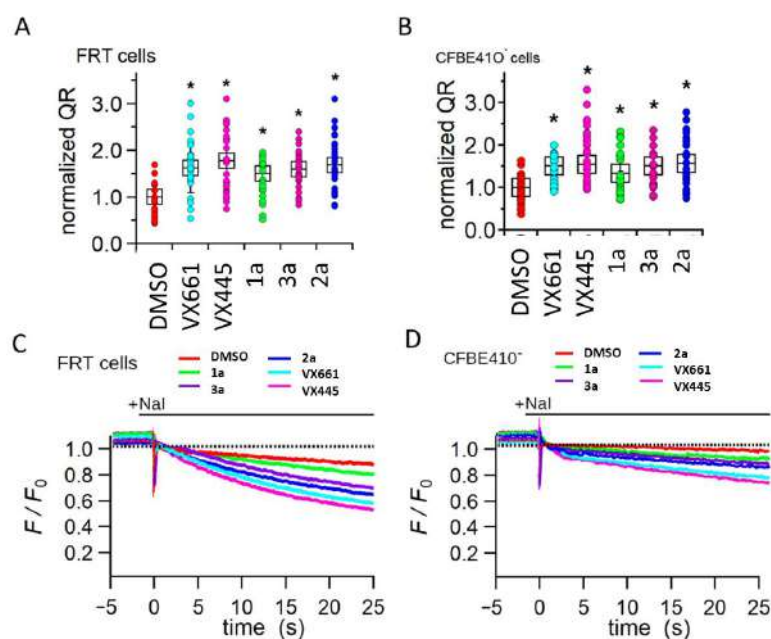 A
FRT cells
normalized QR
3.0
2.0
1.0
0.0
* * * * *
DMSO
VX661
VX445
1a
3a
2a
B
CFBE41O- cells
normalized QR
3.0
2.0
1.0
0.0
* * * * *
DMSO
VX661
VX445
1a
3a
2a
C
FRT cells
DMSO 2a
1a VX661
3a VX445
+NaI
F / F0
1.0
0.8
0.6
0.4
0.2
−5 0 5 10 15 20 25
time (s)
D
CFBE410-
DMSO 2a
1a VX661
3a VX445
+NaI
F / F0
1.0
0.8
0.6
0.4
0.2
−5 0 5 10 15 20 25
time (s)